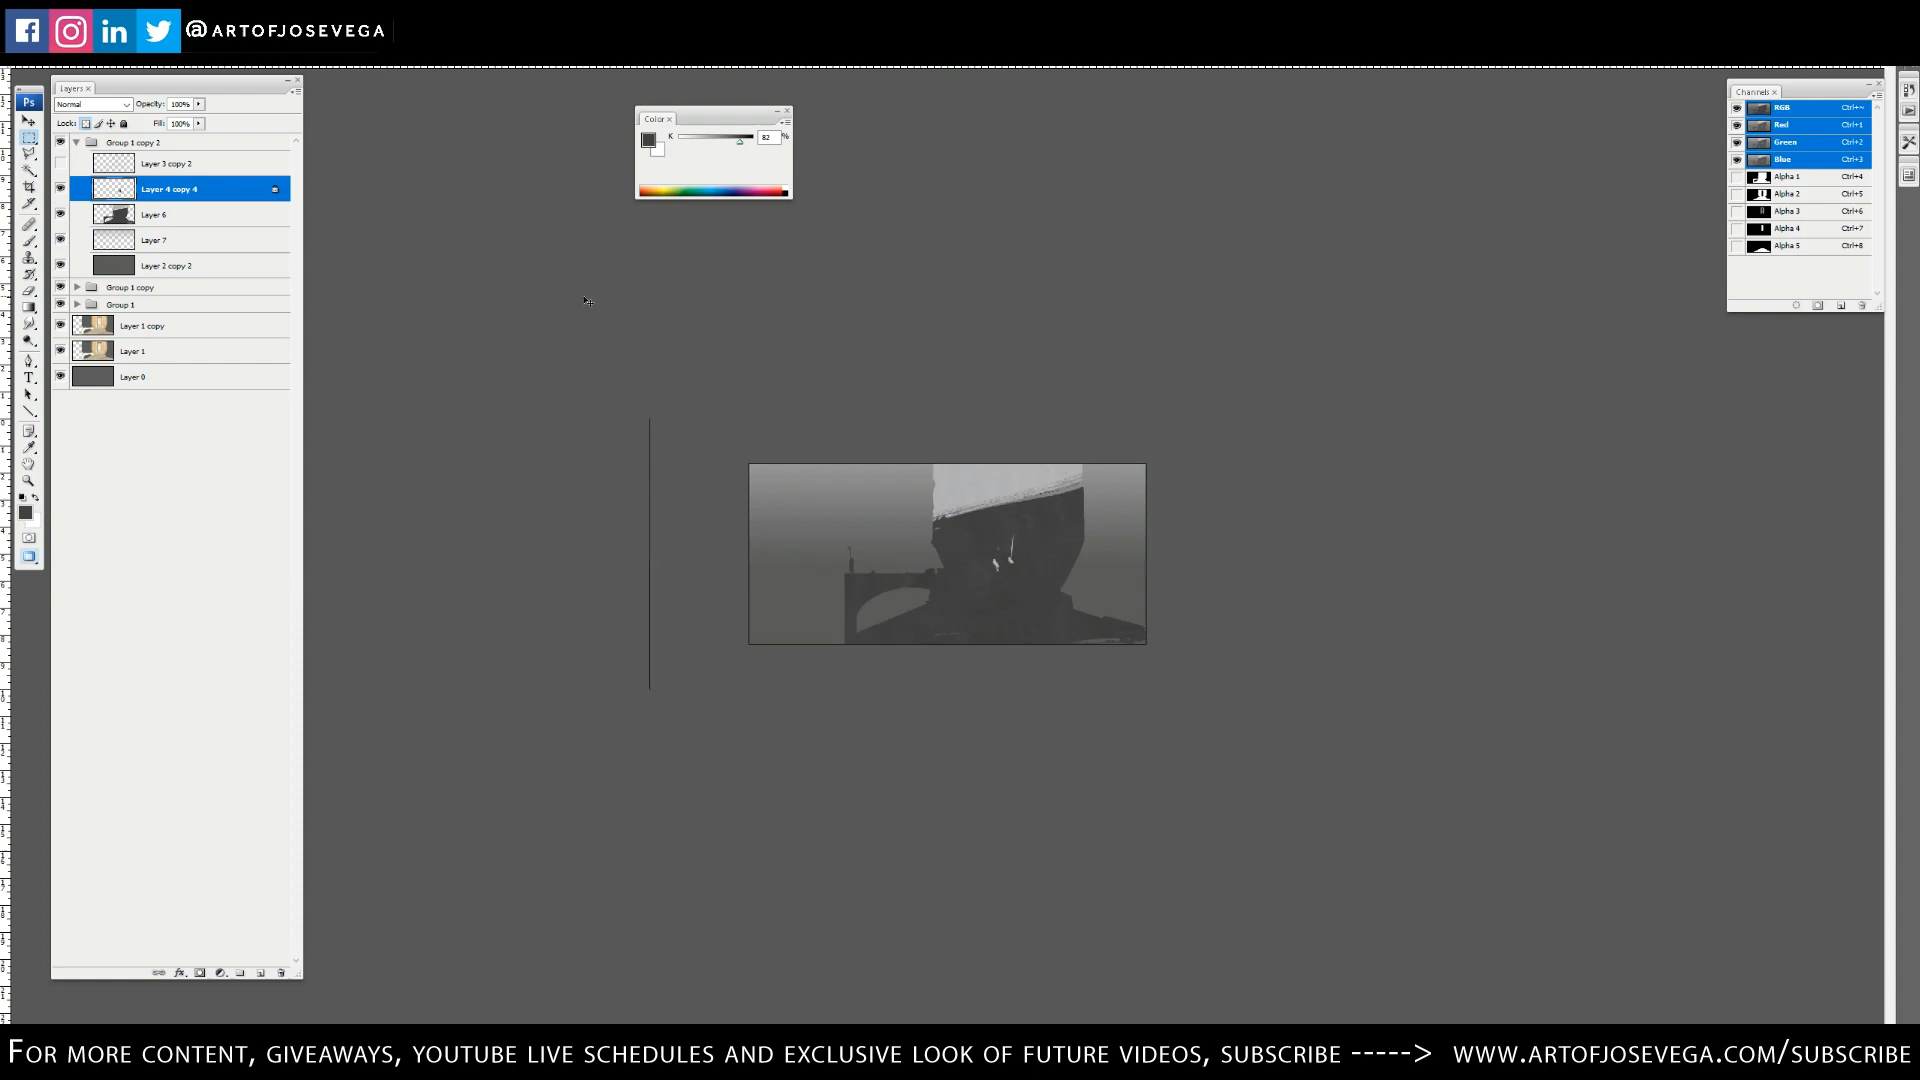 @ARTOFJOSEVEGA
Layers
Normal Opacity: 100%
Lock: Fill: 100%
Group 1 copy 2
Layer 3 copy 2
Layer 4 copy 4
Layer 6
Layer 7
Layer 2 copy 2
Group 1 copy
Group 1
Layer 1 copy
Layer 1
Layer 0
Ps
T
Color
K 82 %
Channels
RGB Ctrl+~
Red Ctrl+1
Green Ctrl+2
Blue Ctrl+3
Alpha 1 Ctrl+4
Alpha 2 Ctrl+5
Alpha 3 Ctrl+6
Alpha 4 Ctrl+7
Alpha 5 Ctrl+8
FOR MORE CONTENT, GIVEAWAYS, YOUTUBE LIVE SCHEDULES AND EXCLUSIVE LOOK OF FUTURE VIDEOS, SUBSCRIBE -----> WWW.ARTOFJOSEVEGA.COM/SUBSCRIBE